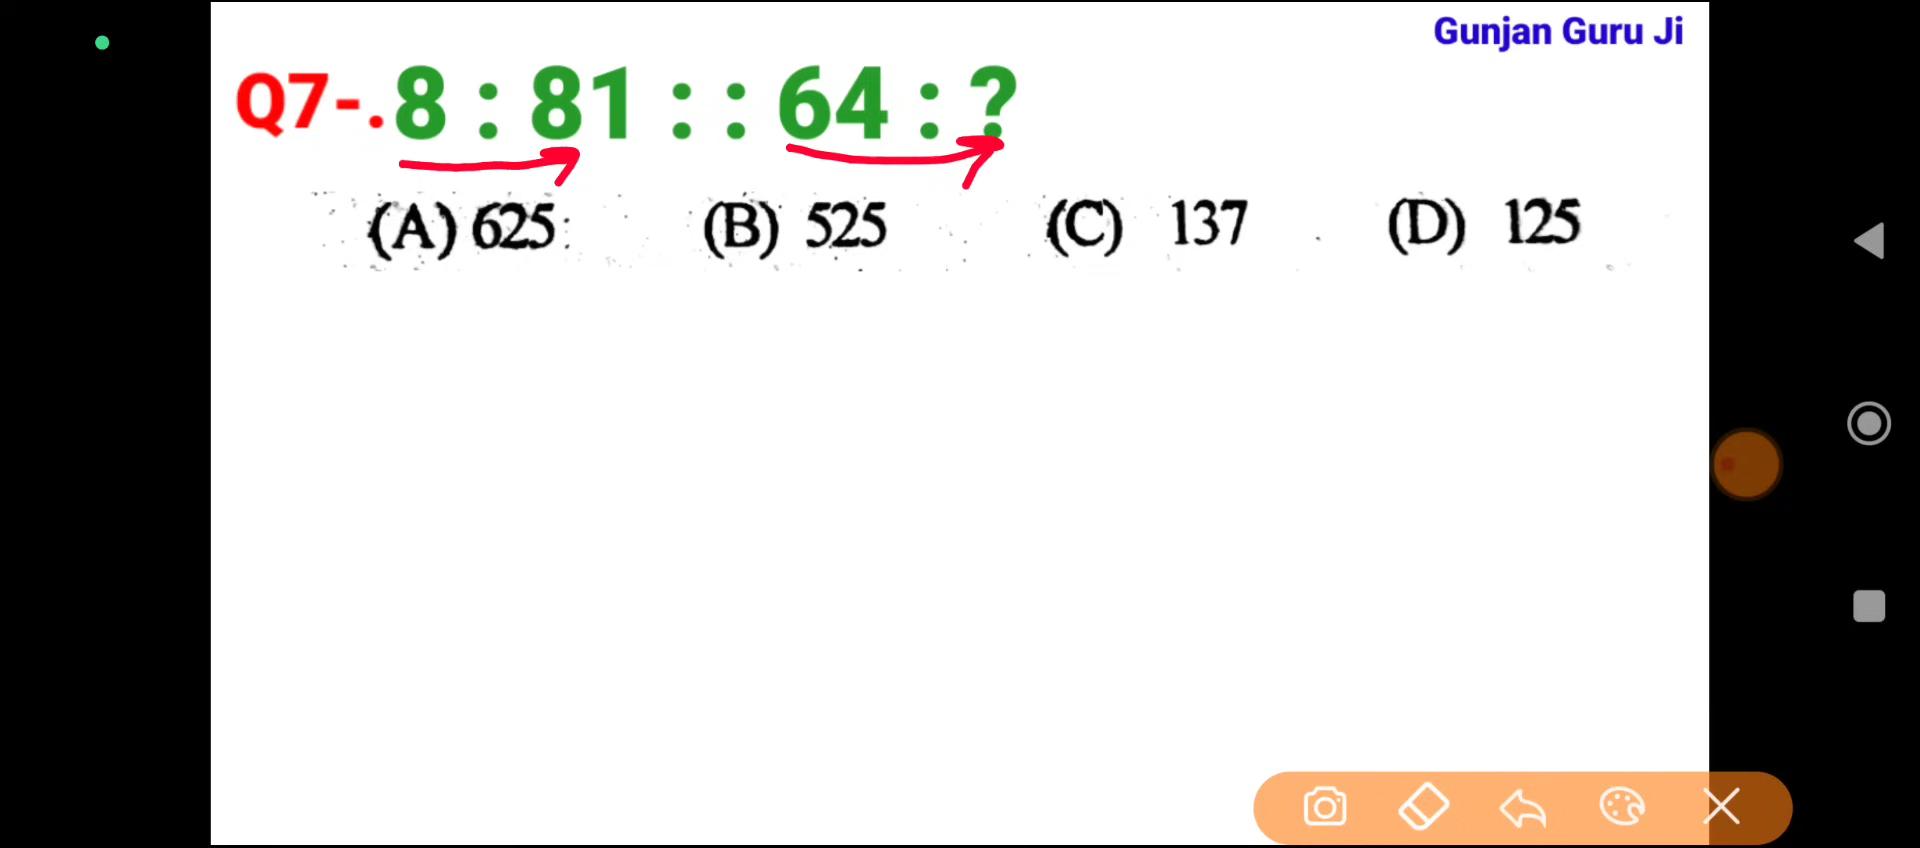 Gunjan Guru Ji
Q7-. 8 : 81 : : 64 : ?
(A) 625 (B) 525 (C) 137 (D) 125